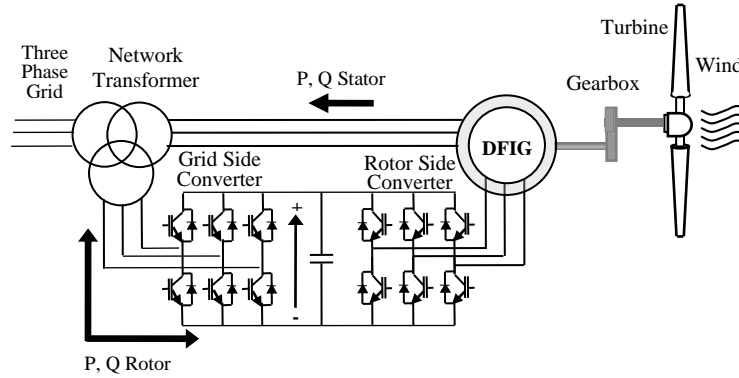 Turbine
Three
Phase
Grid
Network
Transformer
P, Q Stator
Gearbox
Wind
DFIG
Grid Side
Converter
Rotor Side
Converter
+
-
P, Q Rotor